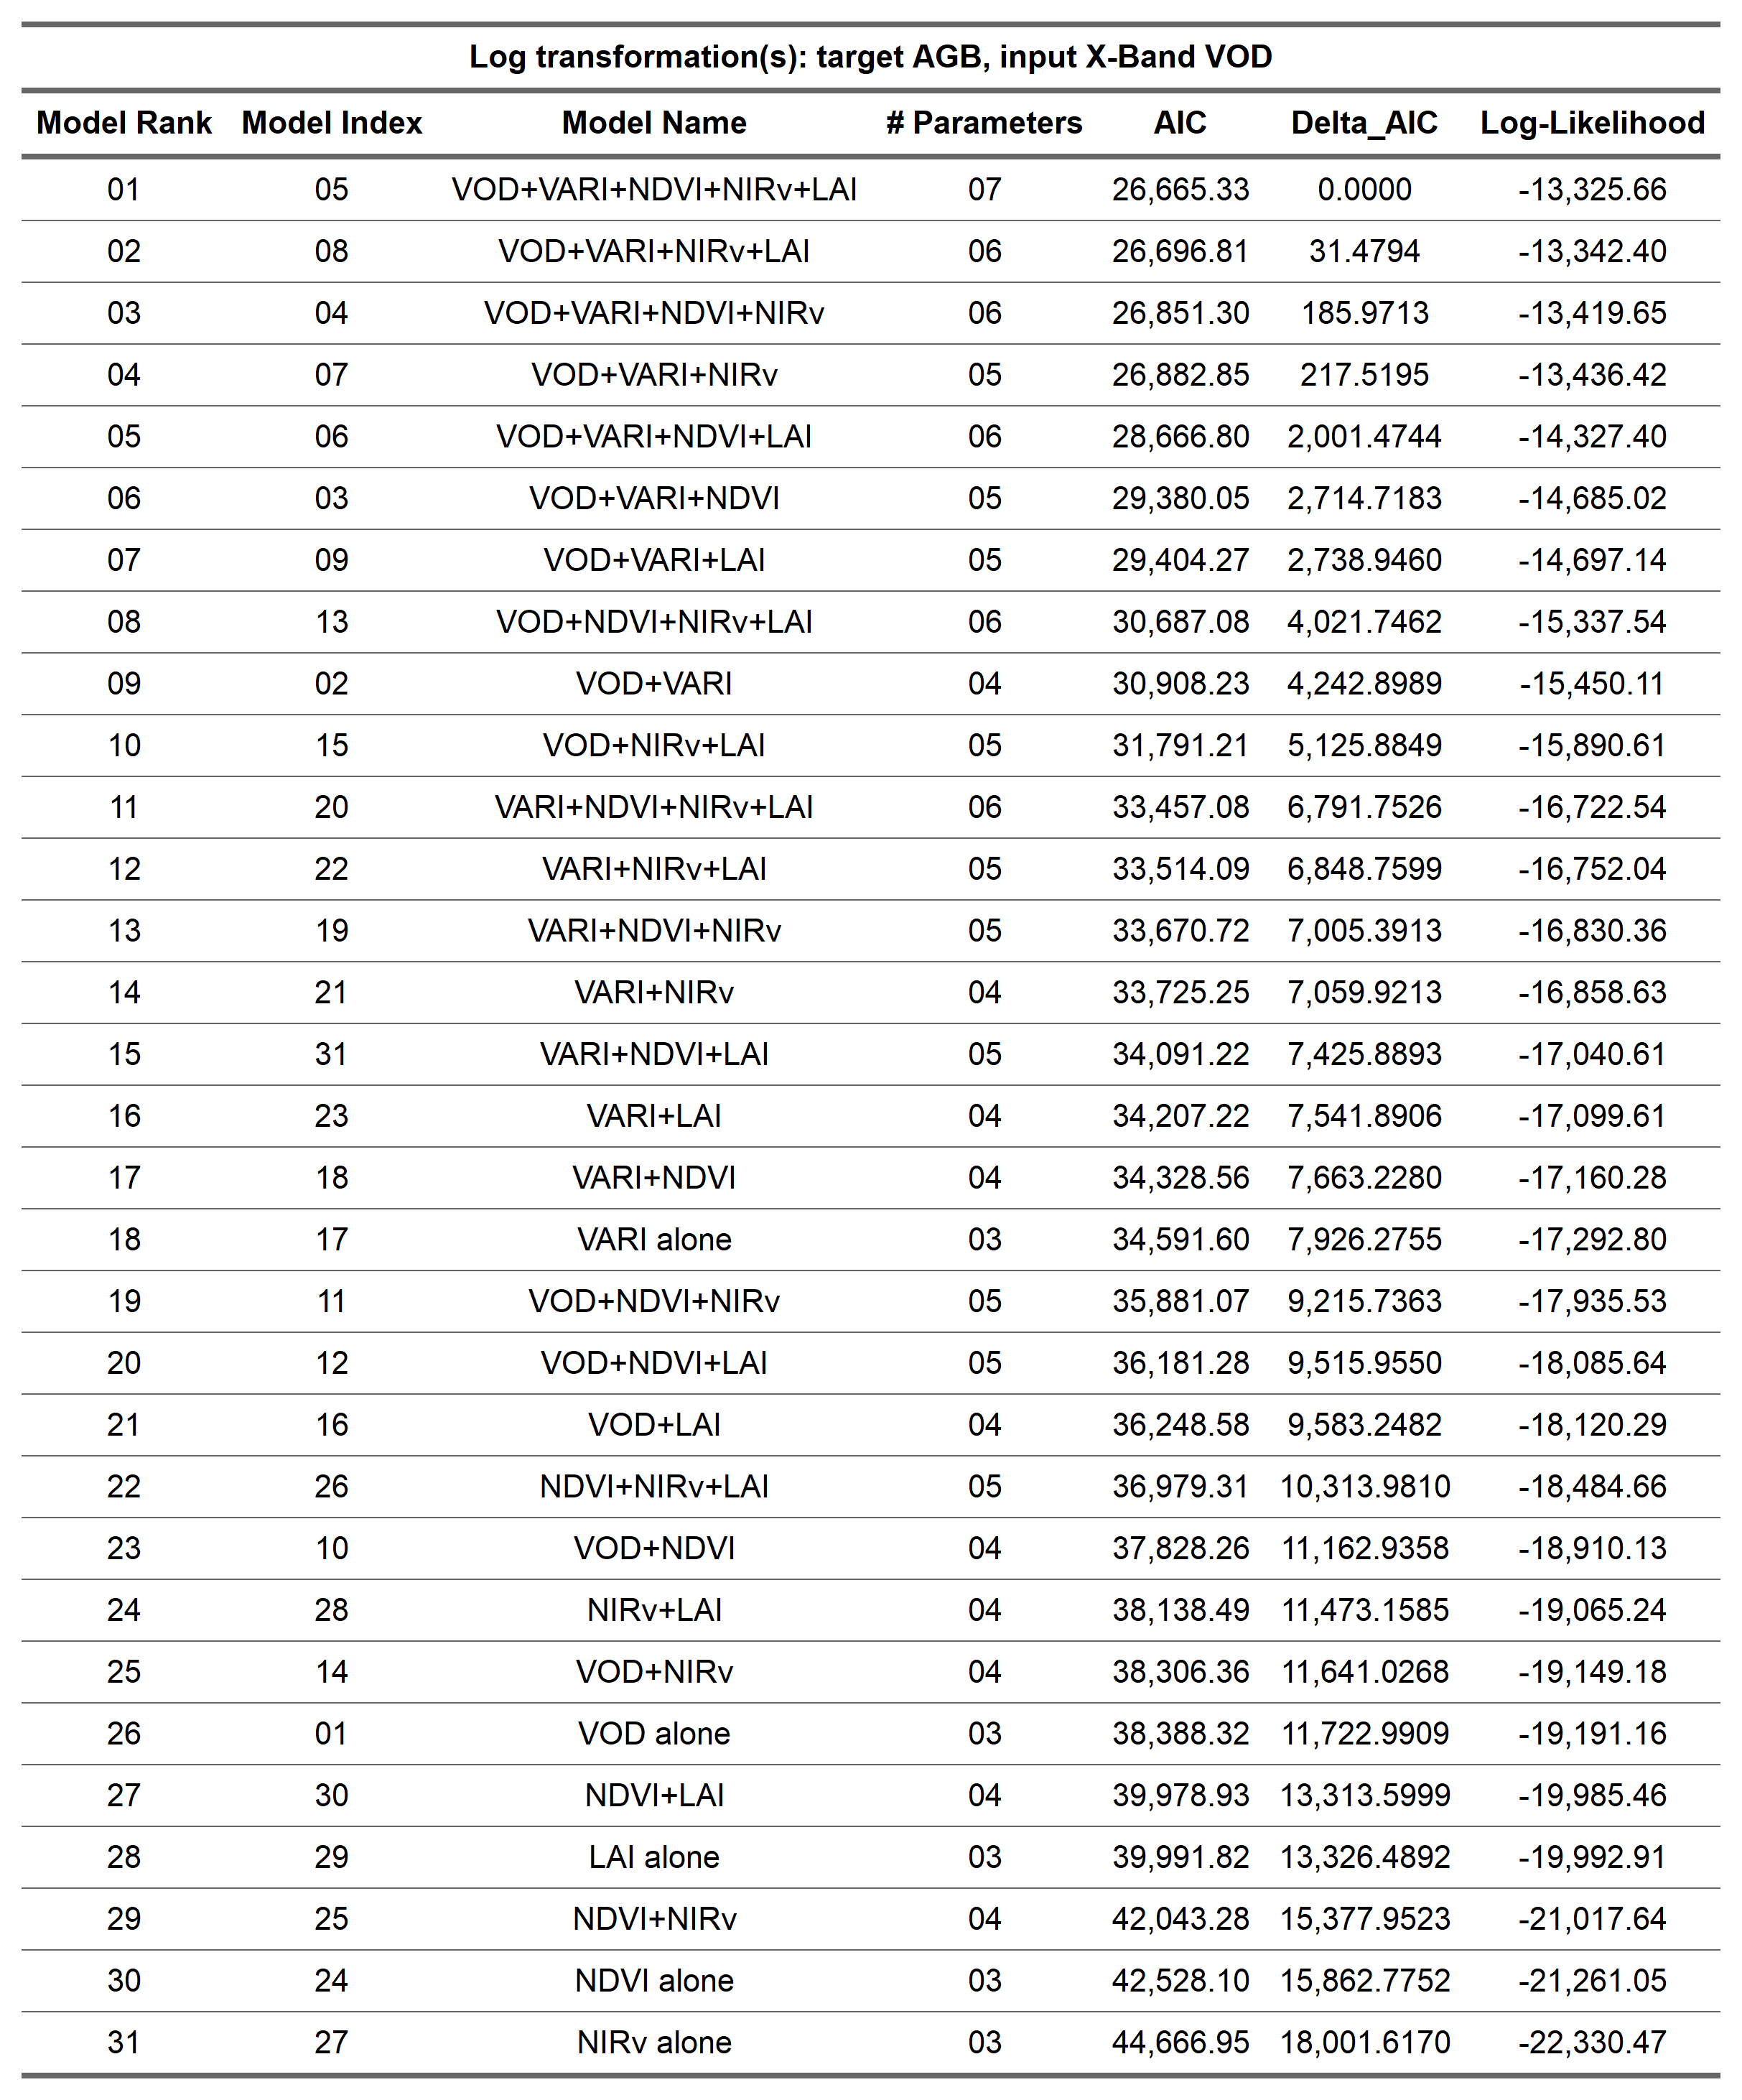 Log transformation(s): target AGB, input X-Band VOD
Model Rank Model Index Model Name # Parameters AIC Delta_AIC Log-Likelihood
01 05 VOD+VARI+NDVI+NIRv+LAI 07 26,665.33 0.0000 -13,325.66
02 08 VOD+VARI+NIRv+LAI 06 26,696.81 31.4794 -13,342.40
03 04 VOD+VARI+NDVI+NIRv 06 26,851.30 185.9713 -13,419.65
04 07 VOD+VARI+NIRv 05 26,882.85 217.5195 -13,436.42
05 06 VOD+VARI+NDVI+LAI 06 28,666.80 2,001.4744 -14,327.40
06 03 VOD+VARI+NDVI 05 29,380.05 2,714.7183 -14,685.02
07 09 VOD+VARI+LAI 05 29,404.27 2,738.9460 -14,697.14
08 13 VOD+NDVI+NIRv+LAI 06 30,687.08 4,021.7462 -15,337.54
09 02 VOD+VARI 04 30,908.23 4,242.8989 -15,450.11
10 15 VOD+NIRv+LAI 05 31,791.21 5,125.8849 -15,890.61
11 20 VARI+NDVI+NIRv+LAI 06 33,457.08 6,791.7526 -16,722.54
12 22 VARI+NIRv+LAI 05 33,514.09 6,848.7599 -16,752.04
13 19 VARI+NDVI+NIRv 05 33,670.72 7,005.3913 -16,830.36
14 21 VARI+NIRv 04 33,725.25 7,059.9213 -16,858.63
15 31 VARI+NDVI+LAI 05 34,091.22 7,425.8893 -17,040.61
16 23 VARI+LAI 04 34,207.22 7,541.8906 -17,099.61
17 18 VARI+NDVI 04 34,328.56 7,663.2280 -17,160.28
18 17 VARI alone 03 34,591.60 7,926.2755 -17,292.80
19 11 VOD+NDVI+NIRv 05 35,881.07 9,215.7363 -17,935.53
20 12 VOD+NDVI+LAI 05 36,181.28 9,515.9550 -18,085.64
21 16 VOD+LAI 04 36,248.58 9,583.2482 -18,120.29
22 26 NDVI+NIRv+LAI 05 36,979.31 10,313.9810 -18,484.66
23 10 VOD+NDVI 04 37,828.26 11,162.9358 -18,910.13
24 28 NIRv+LAI 04 38,138.49 11,473.1585 -19,065.24
25 14 VOD+NIRv 04 38,306.36 11,641.0268 -19,149.18
26 01 VOD alone 03 38,388.32 11,722.9909 -19,191.16
27 30 NDVI+LAI 04 39,978.93 13,313.5999 -19,985.46
28 29 LAI alone 03 39,991.82 13,326.4892 -19,992.91
29 25 NDVI+NIRv 04 42,043.28 15,377.9523 -21,017.64
30 24 NDVI alone 03 42,528.10 15,862.7752 -21,261.05
31 27 NIRv alone 03 44,666.95 18,001.6170 -22,330.47